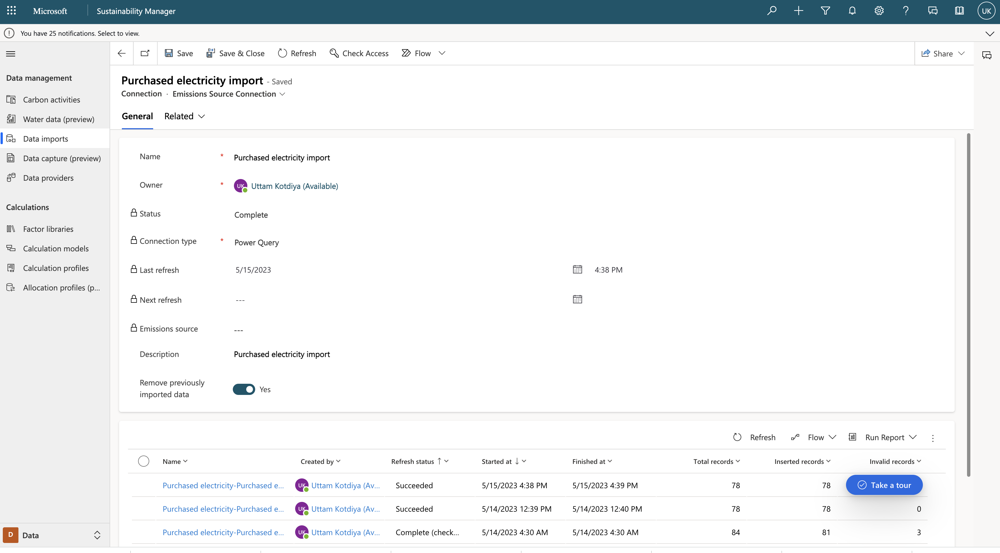 Microsoft
Sustainability Manager
UK
You have 25 notifications. Select to view.
Save
Save & Close
Refresh
Check Access
Flow
Share
Data management
Carbon activities
Water data (preview)
Data imports
Data capture (preview)
Data providers
Calculations
Factor libraries
Calculation models
Calculation profiles
Allocation profiles (p...
D Data
Purchased electricity import - Saved
Connection · Emissions Source Connection
General Related
Name * Purchased electricity import
Owner * UK Uttam Kotdiya (Available)
Status Complete
Connection type * Power Query
Last refresh 5/15/2023 4:38 PM
Next refresh ---
Emissions source ---
Description Purchased electricity import
Remove previously
imported data Yes
Refresh Flow Run Report
Name Created by Refresh status Started at Finished at Total records Inserted records Invalid records
Purchased electricity-Purchased e... UK Uttam Kotdiya (Av... Succeeded 5/15/2023 4:38 PM 5/15/2023 4:39 PM 78 78 Take a tour
Purchased electricity-Purchased e... UK Uttam Kotdiya (Av... Succeeded 5/14/2023 12:39 PM 5/14/2023 12:40 PM 78 78 0
Purchased electricity-Purchased e... UK Uttam Kotdiya (Av... Complete (check... 5/14/2023 4:30 AM 5/14/2023 4:30 AM 84 81 3